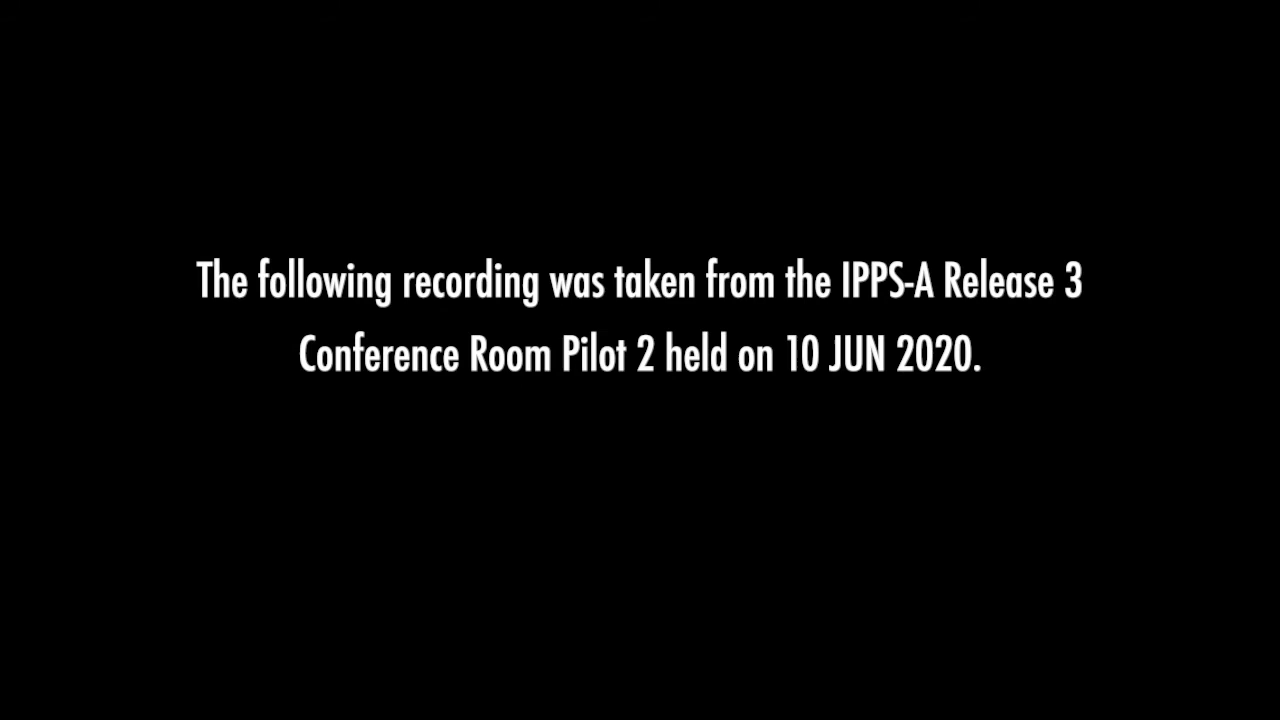 The following recording was taken from the IPPS-A Release 3
Conference Room Pilot 2 held on 10 JUN 2020.